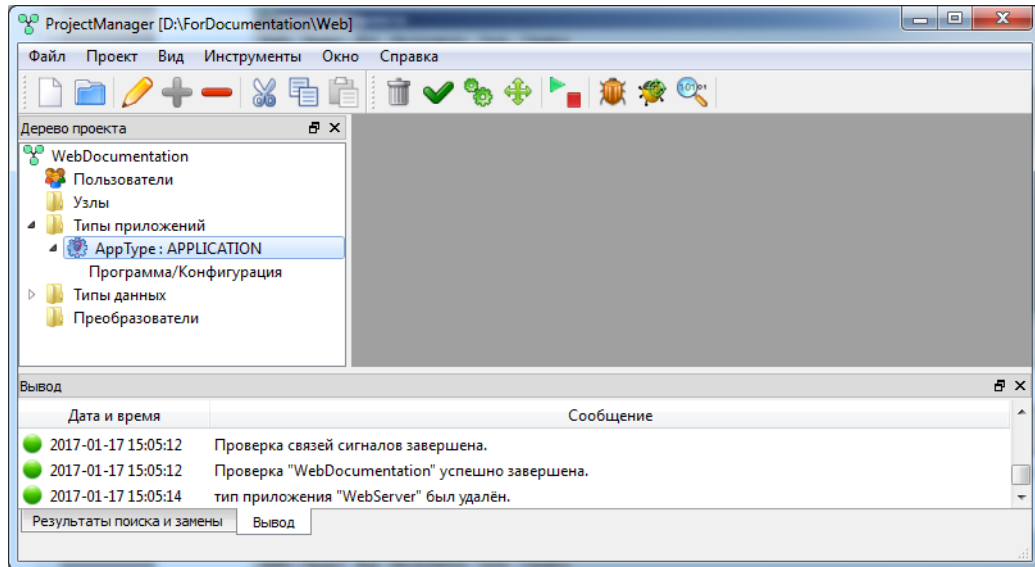 ProjectManager [D:\ForDocumentation\Web]
Файл Проект Вид Инструменты Окно Справка
Дерево проекта
WebDocumentation
Пользователи
Узлы
Типы приложений
AppType : APPLICATION
Программа/Конфигурация
Типы данных
Преобразователи
Вывод
Дата и время Сообщение
2017-01-17 15:05:12 Проверка связей сигналов завершена.
2017-01-17 15:05:12 Проверка "WebDocumentation" успешно завершена.
2017-01-17 15:05:14 тип приложения "WebServer" был удалён.
Результаты поиска и замены Вывод